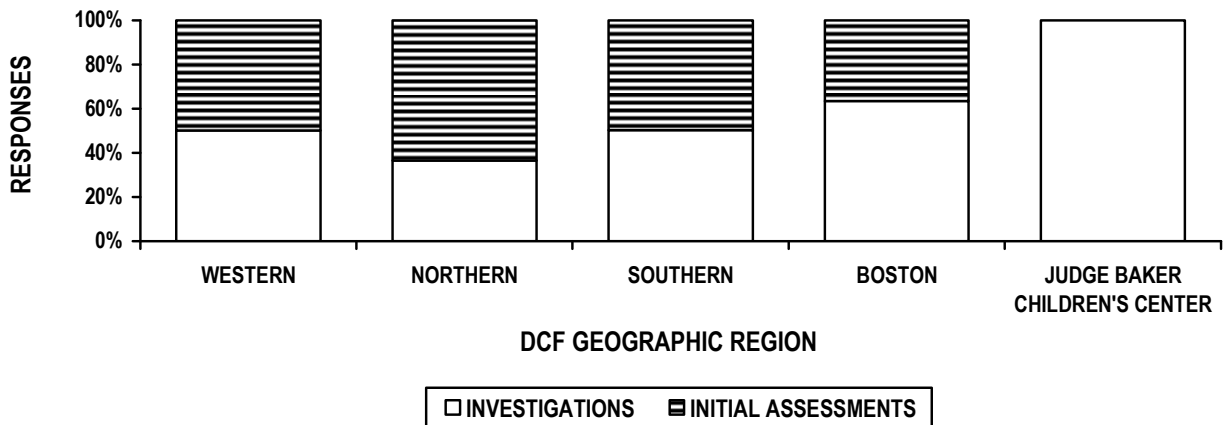 100%
80%
60%
40%
20%
0%
RESPONSES
WESTERN
NORTHERN
SOUTHERN
BOSTON
JUDGE BAKER
CHILDREN'S CENTER
DCF GEOGRAPHIC REGION
INVESTIGATIONS
INITIAL ASSESSMENTS